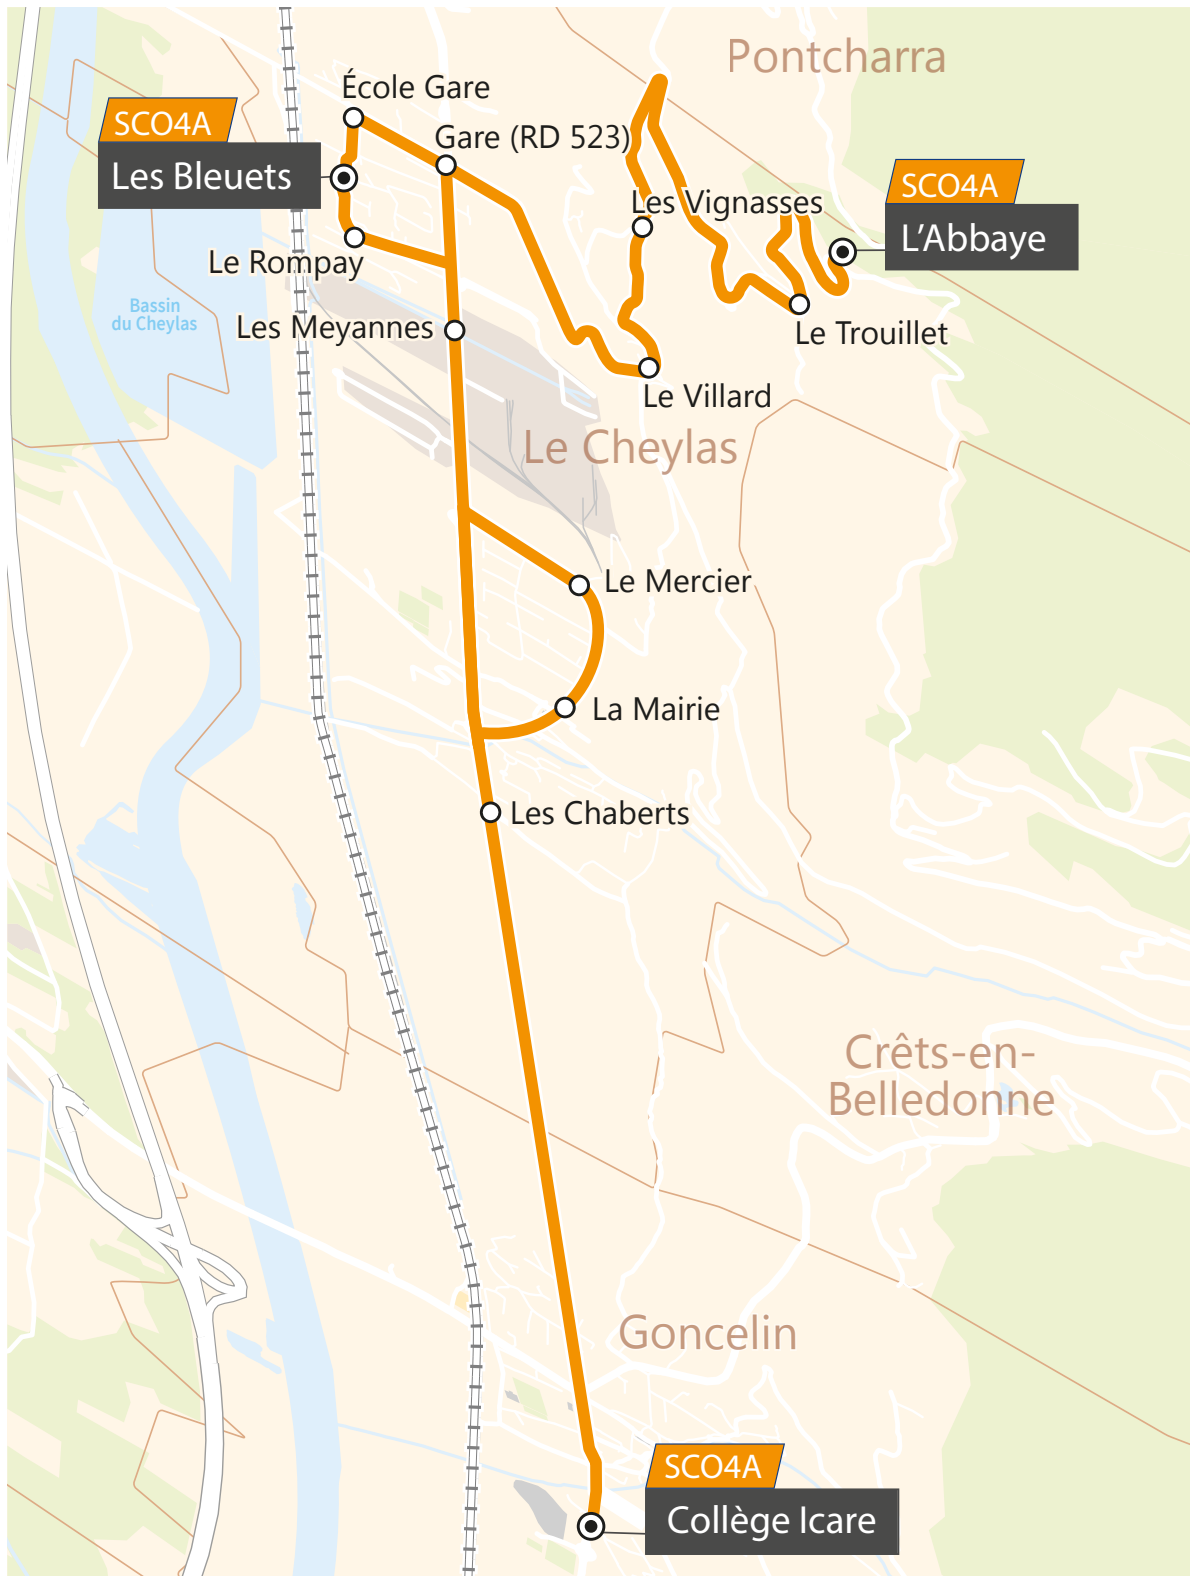 Pontcharra
École Gare
SCO4A
Gare (RD 523)
Les Bleuets
SCO4A
Les Vignasses
L'Abbaye
Le Rompay
Bassin
du Cheylas
Les Meyannes
Le Trouillet
Le Villard
Le Cheylas
Le Mercier
La Mairie
Les Chaberts
Crêts-en-
Belledonne
Goncelin
SCO4A
Collège Icare